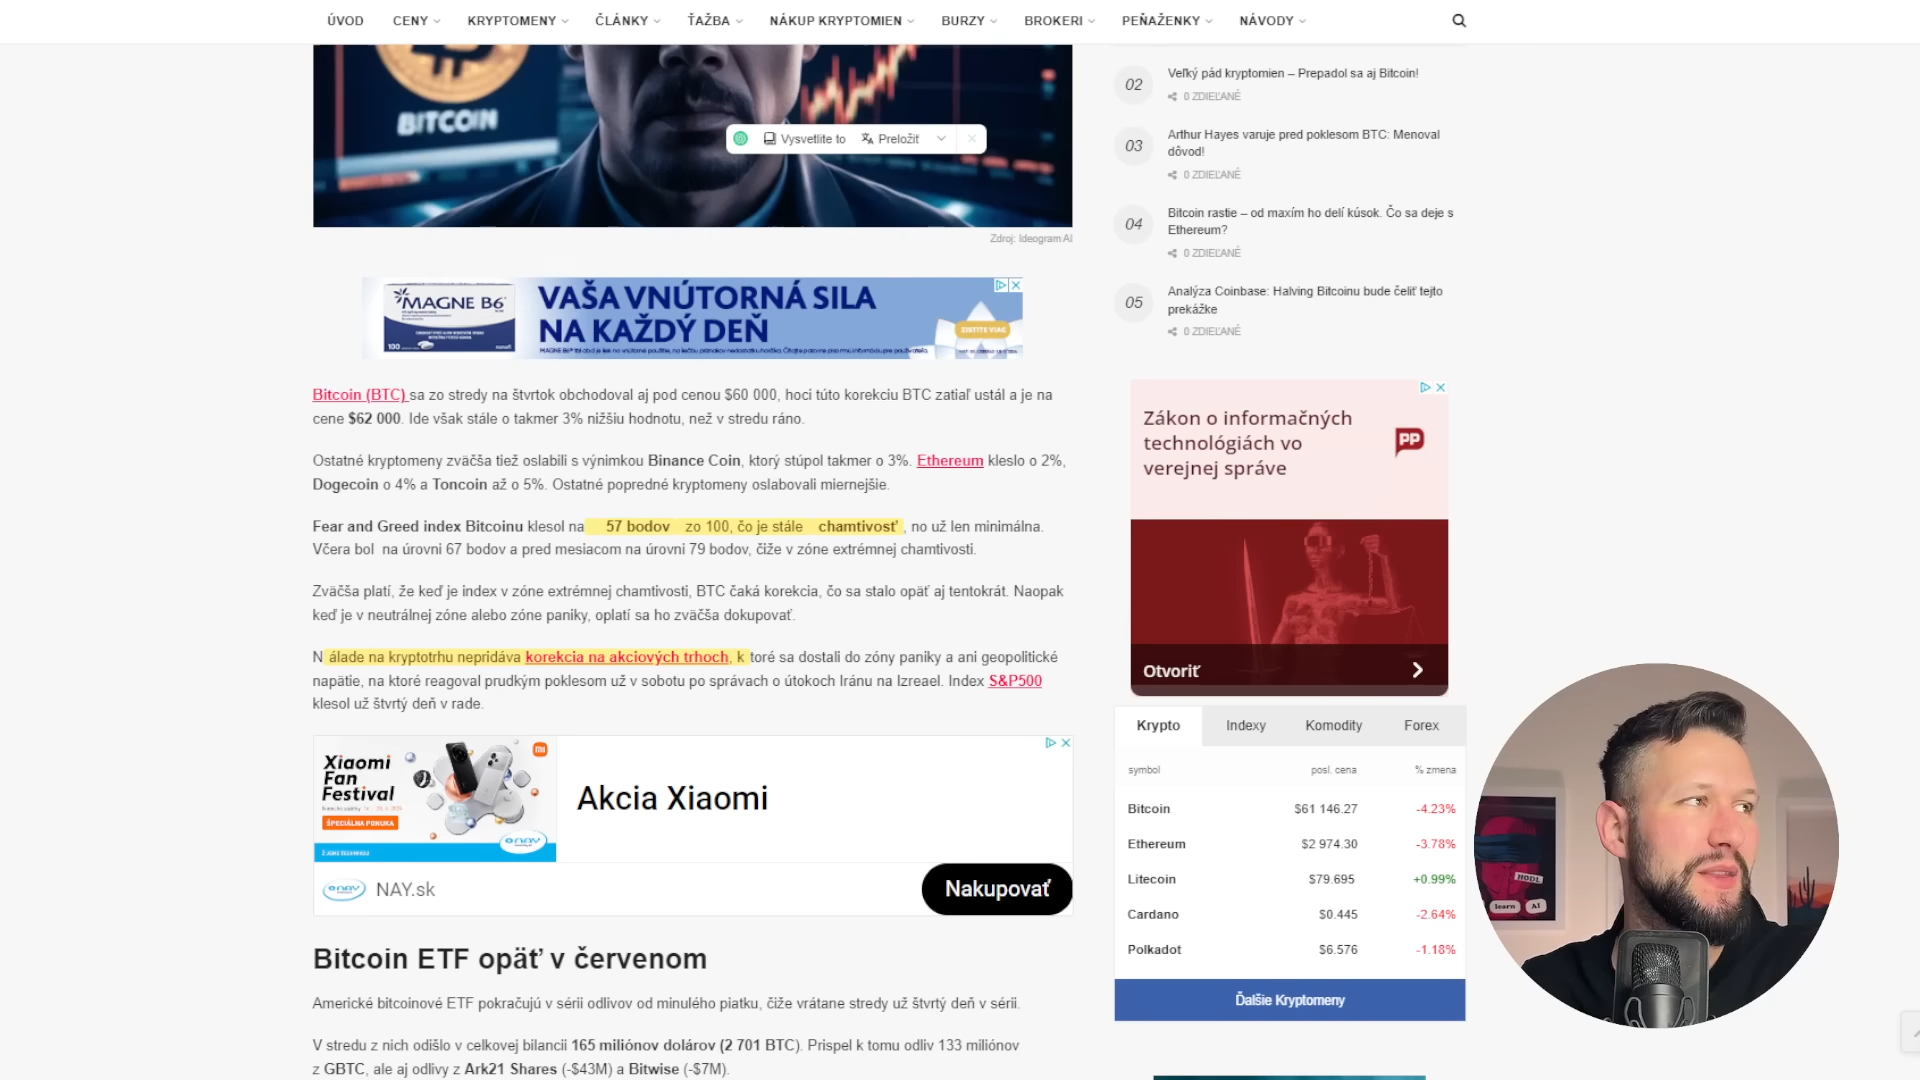 ÚVOD CENY KRYPTOMENY ČLÁNKY ŤAŽBA NÁKUP KRYPTOMIEN BURZY BROKERI PEŇAŽENKY NÁVODY
BITCOIN
Vysvetlite to Preložiť
Zdroj: Ideogram AI
MAGNE B6
100
VAŠA VNÚTORNÁ SILA
NA KAŽDÝ DEŇ
ZISTITE VIAC
Bitcoin (BTC) sa zo stredy na štvrtok obchodoval aj pod cenou $60 000, hocí túto korekciu BTC zatiaľ ustál a je na
cene $62 000. Ide však stále o takmer 3% nižšiu hodnotu, než v stredu ráno.
Ostatné kryptomeny zväčša tiež oslabili s výnimkou Binance Coin, ktorý stúpol takmer o 3%. Ethereum kleslo o 2%,
Dogecoin o 4% a Toncoin až o 5%. Ostatné popredné kryptomeny oslabovali miernejšie.
Fear and Greed index Bitcoinu klesol na 57 bodov zo 100, čo je stále chamtivosť , no už len minimálna.
Včera bol na úrovni 67 bodov a pred mesiacom na úrovni 79 bodov, čiže v zóne extrémnej chamtivosti.
Zväčša platí, že keď je index v zóne extrémnej chamtivosti, BTC čaká korekcia, čo sa stalo opäť aj tentokrát. Naopak
keď je v neutrálnej zóne alebo zóne paniky, oplatí sa ho zväčša dokupovať.
N álade na kryptotrhu nepridáva korekcia na akciových trhoch, k toré sa dostali do zóny paniky a ani geopolitické
napätie, na ktoré reagoval prudkým poklesom už v sobotu po správach o útokoch Iránu na Izreael. Index S&P500
klesol už štvrtý deň v rade.
Xiaomi
Fan
Festival
ŠPECIÁLNA PONUKA
Akcia Xiaomi
NAY.sk
Nakupovať
Bitcoin ETF opäť v červenom
Americké bitcoinové ETF pokračujú v sérii odlivov od minulého piatku, čiže vrátane stredy už štvrtý deň v sérii.
V stredu z nich odišlo v celkovej bilancii 165 miliónov dolárov (2 701 BTC). Prispel k tomu odliv 133 miliónov
z GBTC, ale aj odlivy z Ark21 Shares (-$43M) a Bitwise (-$7M).
02 Veľký pád kryptomien – Prepadol sa aj Bitcoin!
0 ZDIEĽANÉ
03 Arthur Hayes varuje pred poklesom BTC: Menoval
dôvod!
0 ZDIEĽANÉ
04 Bitcoin rastie – od maxím ho delí kúsok. Čo sa deje s
Ethereum?
0 ZDIEĽANÉ
05 Analýza Coinbase: Halving Bitcoinu bude čeliť tejto
prekážke
0 ZDIEĽANÉ
Zákon o informačných
technológiách vo
verejnej správe
PP
Otvoriť
Krypto Indexy Komodity Forex
symbol posl. cena % zmena
Bitcoin $61 146.27 -4.23%
Ethereum $2 974.30 -3.78%
Litecoin $79.695 +0.99%
Cardano $0.445 -2.64%
Polkadot $6.576 -1.18%
Ďalšie Kryptomeny
HODL
learn AI